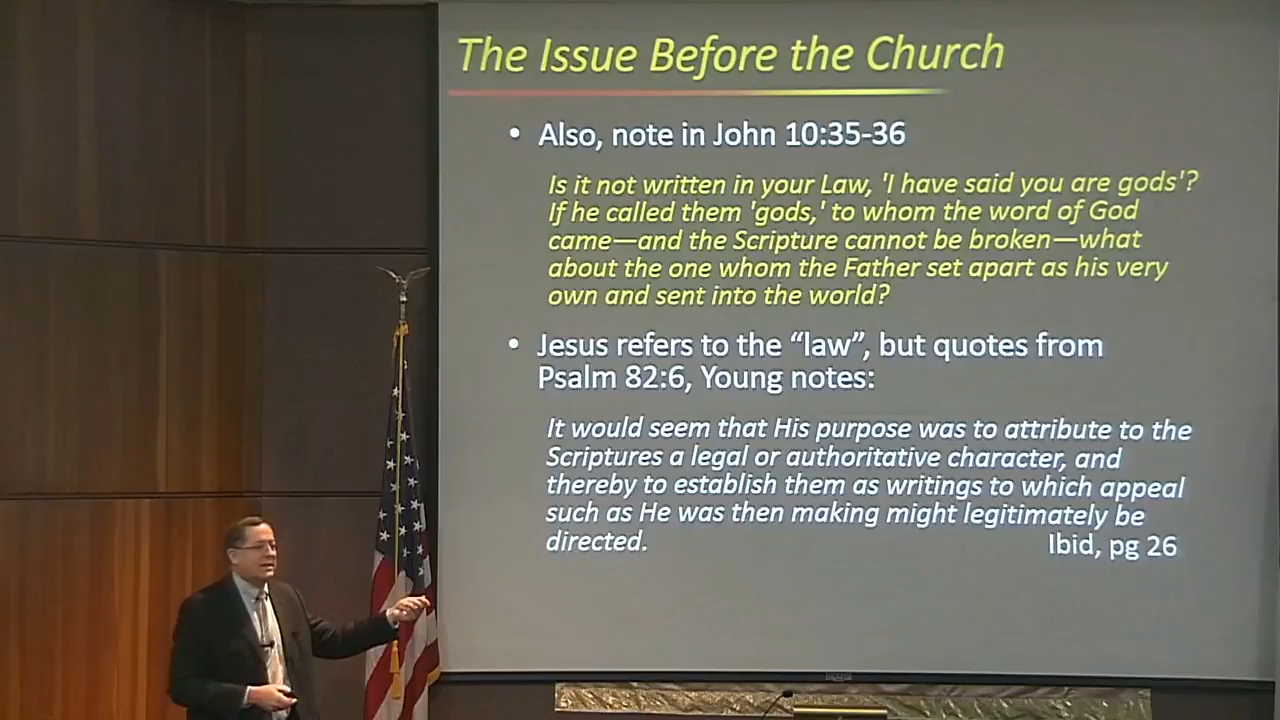 The Issue Before the Church
• Also, note in John 10:35-36
Is it not written in your Law, 'I have said you are gods'?
If he called them 'gods,' to whom the word of God
came—and the Scripture cannot be broken—what
about the one whom the Father set apart as his very
own and sent into the world?
• Jesus refers to the “law”, but quotes from
Psalm 82:6, Young notes:
It would seem that His purpose was to attribute to the
Scriptures a legal or authoritative character, and
thereby to establish them as writings to which appeal
such as He was then making might legitimately be
directed. Ibid, pg 26